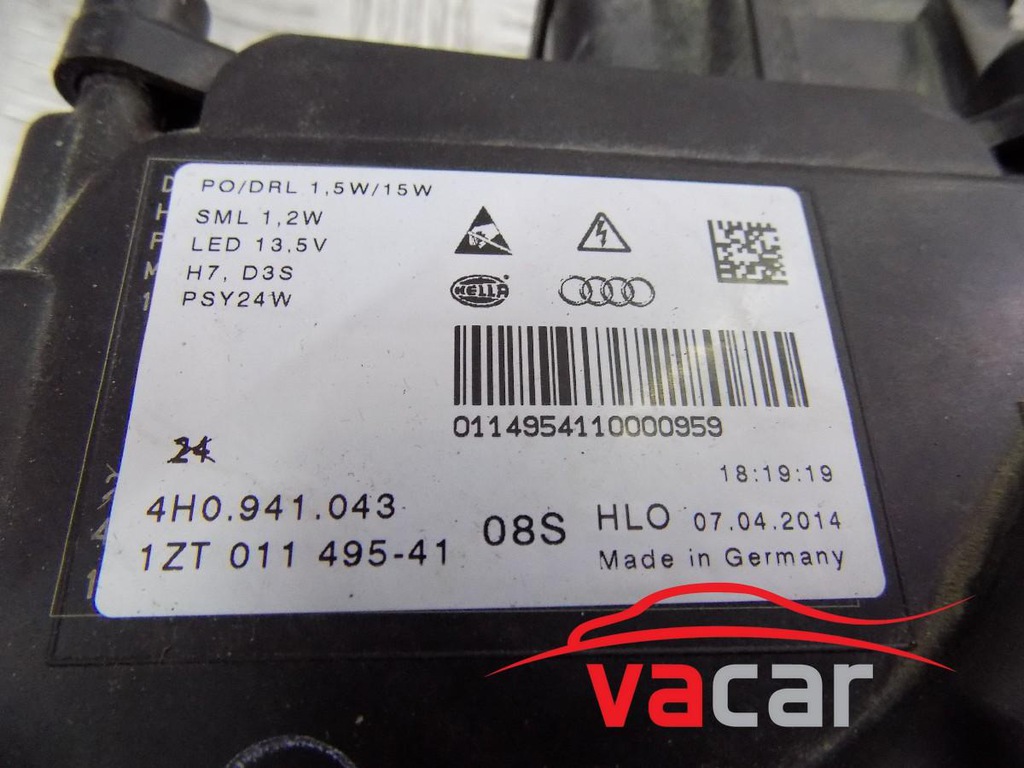 PO/DRL 1,5W/15W
SML 1,2W
LED 13,5V
H7, D3S
PSY24W
HELLA
0114954110000959
24
18:19:19
4H0.941.043
08S
HLO
07.04.2014
1ZT 011 495-41
Made in Germany
vacar